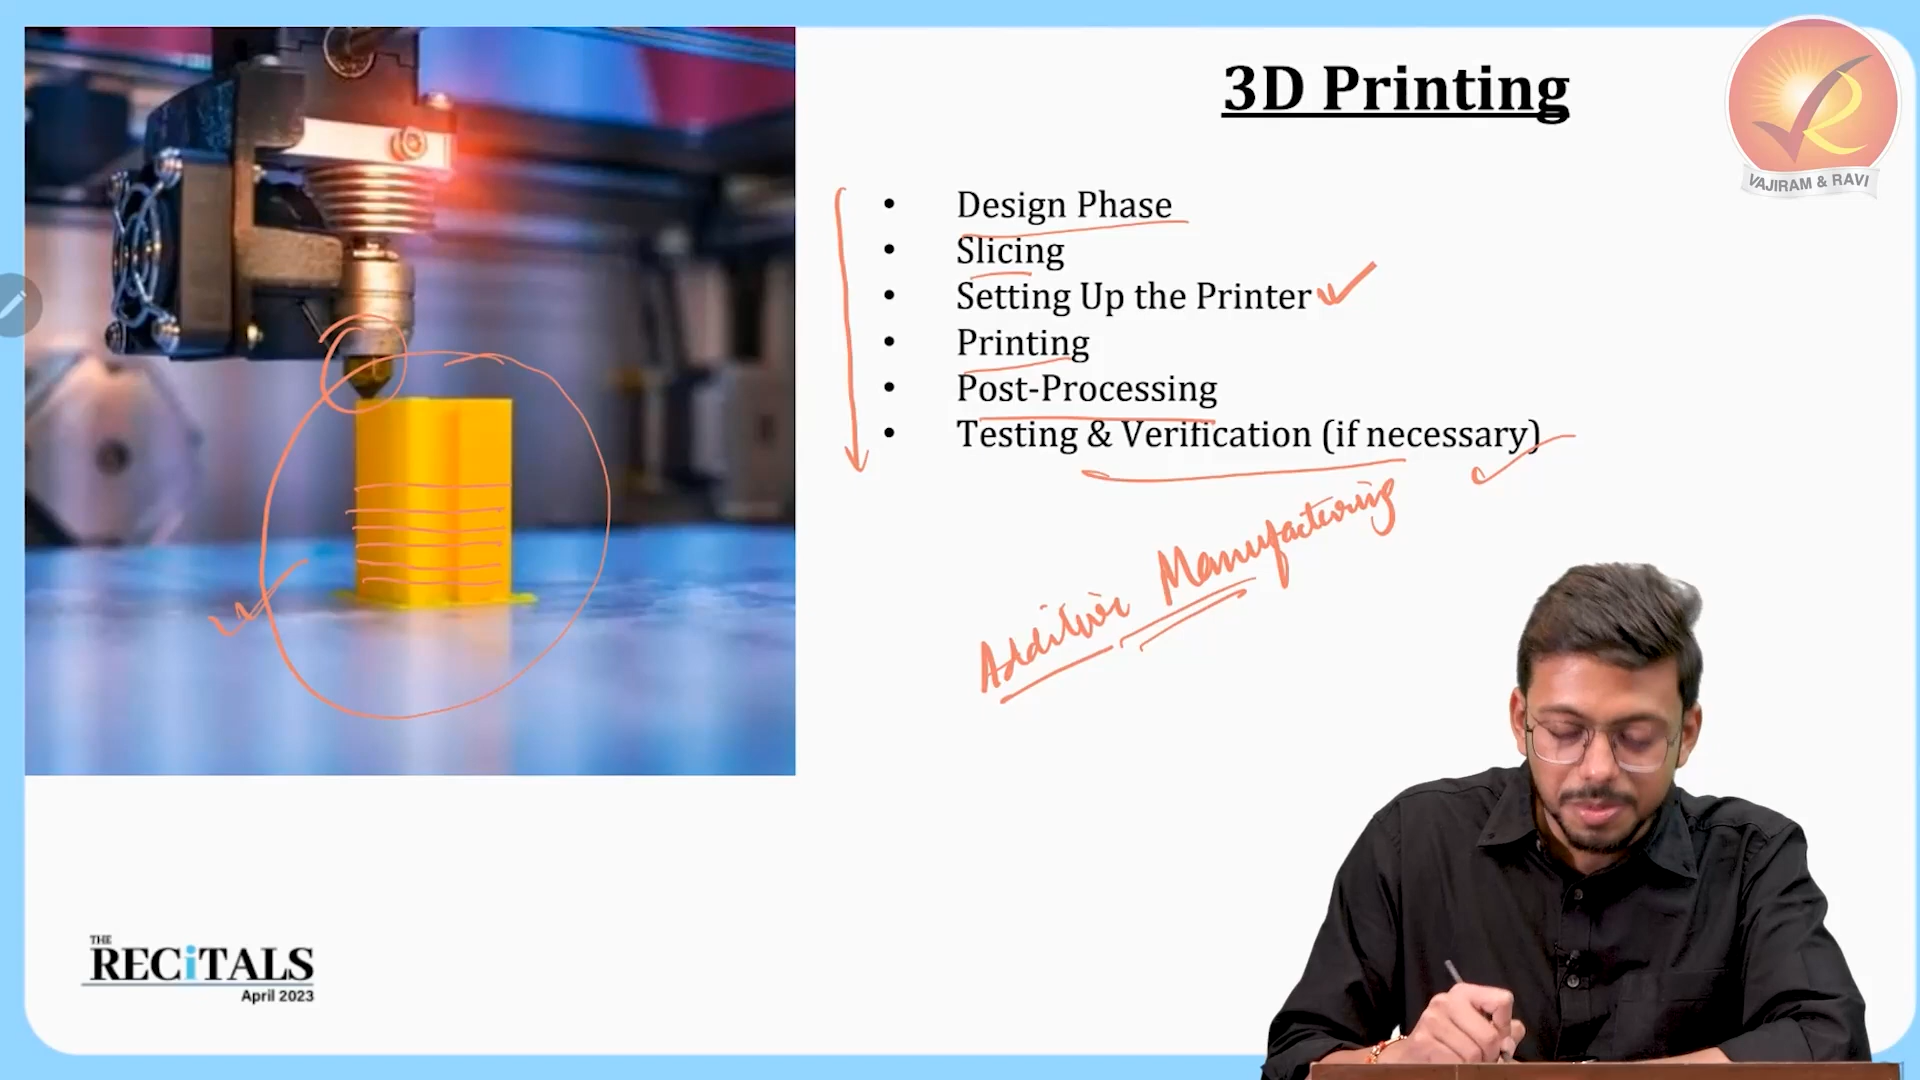 3D Printing
VAJIRAM & RAVI
• Design Phase
• Slicing
• Setting Up the Printer
• Printing
• Post-Processing
• Testing & Verification (if necessary)
Additive Manufacturing
THE
RECiTALS
April 2023